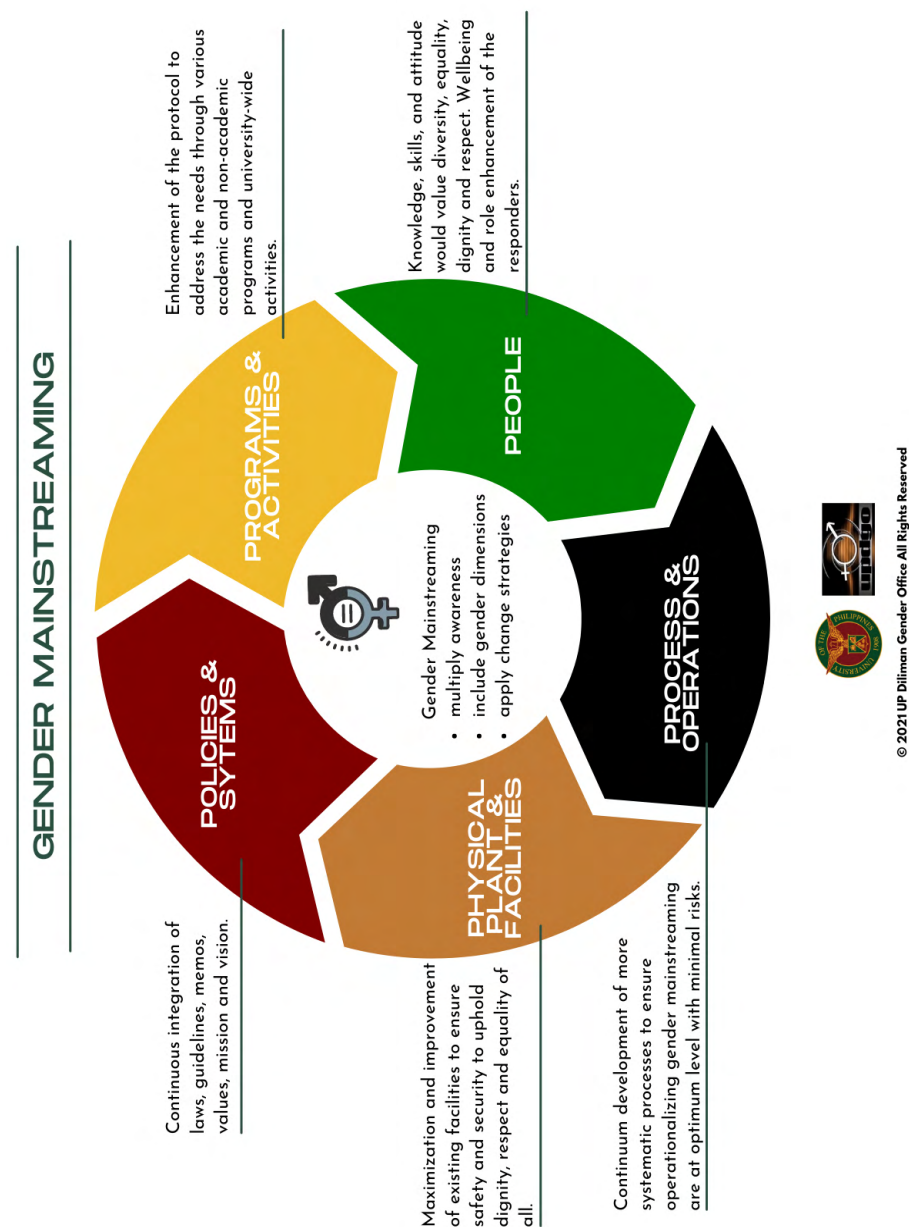 GENDER MAINSTREAMING
Continuous integration of
laws, guidelines, memos,
values, mission and vision.
POLICIES &
SYTEMS
PROGRAMS &
ACTIVITIES
Enhancement of the protocol to
address the needs through various
academic and non-academic
programs and university-wide
activities.
PEOPLE
Knowledge, skills, and attitude
would value diversity, equality,
dignity and respect. Wellbeing
and role enhancement of the
responders.
Gender Mainstreaming
• multiply awareness
• include gender dimensions
• apply change strategies
Maximization and improvement
of existing facilities to ensure
safety and security to uphold
dignity, respect and equality of
all.
PHYSICAL
PLANT &
FACILITIES
PROCESS &
OPERATIONS
Continuum development of more
systematic processes to ensure
operationalizing gender mainstreaming
are at optimum level with minimal risks.
UNIVERSITY OF THE PHILIPPINES
1908
updgo
© 2021 UP Diliman Gender Office All Rights Reserved